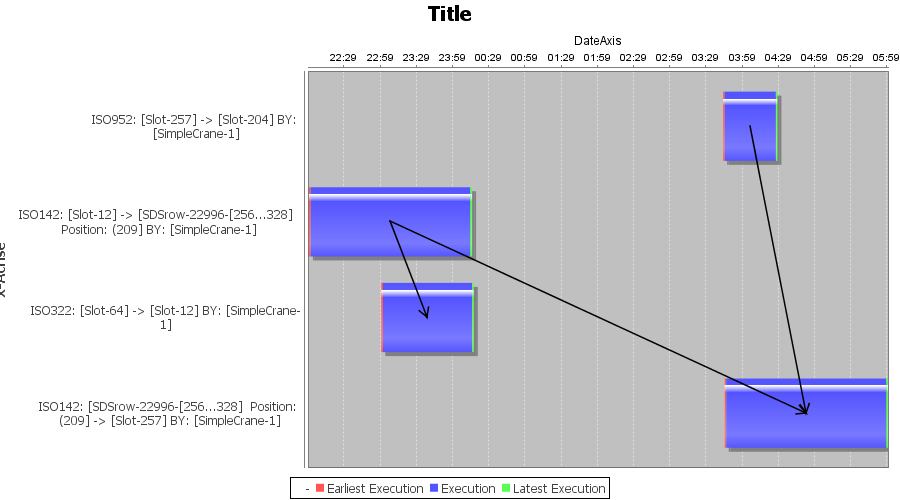 Title
DateAxis
22:29 22:59 23:29 23:59 00:29 00:59 01:29 01:59 02:29 02:59 03:29 03:59 04:29 04:59 05:29 05:59
ISO952: [Slot-257] -> [Slot-204] BY:
[SimpleCrane-1]
ISO142: [Slot-12] -> [SDSrow-22996-[256...328]
Position: (209] BY: [SimpleCrane-1]
ISO322: [Slot-64] -> [Slot-12] BY: [SimpleCrane-
1]
ISO142: [SDSrow-22996-[256...328] Position:
(209] -> [Slot-257] BY: [SimpleCrane-1]
- Earliest Execution Execution Latest Execution